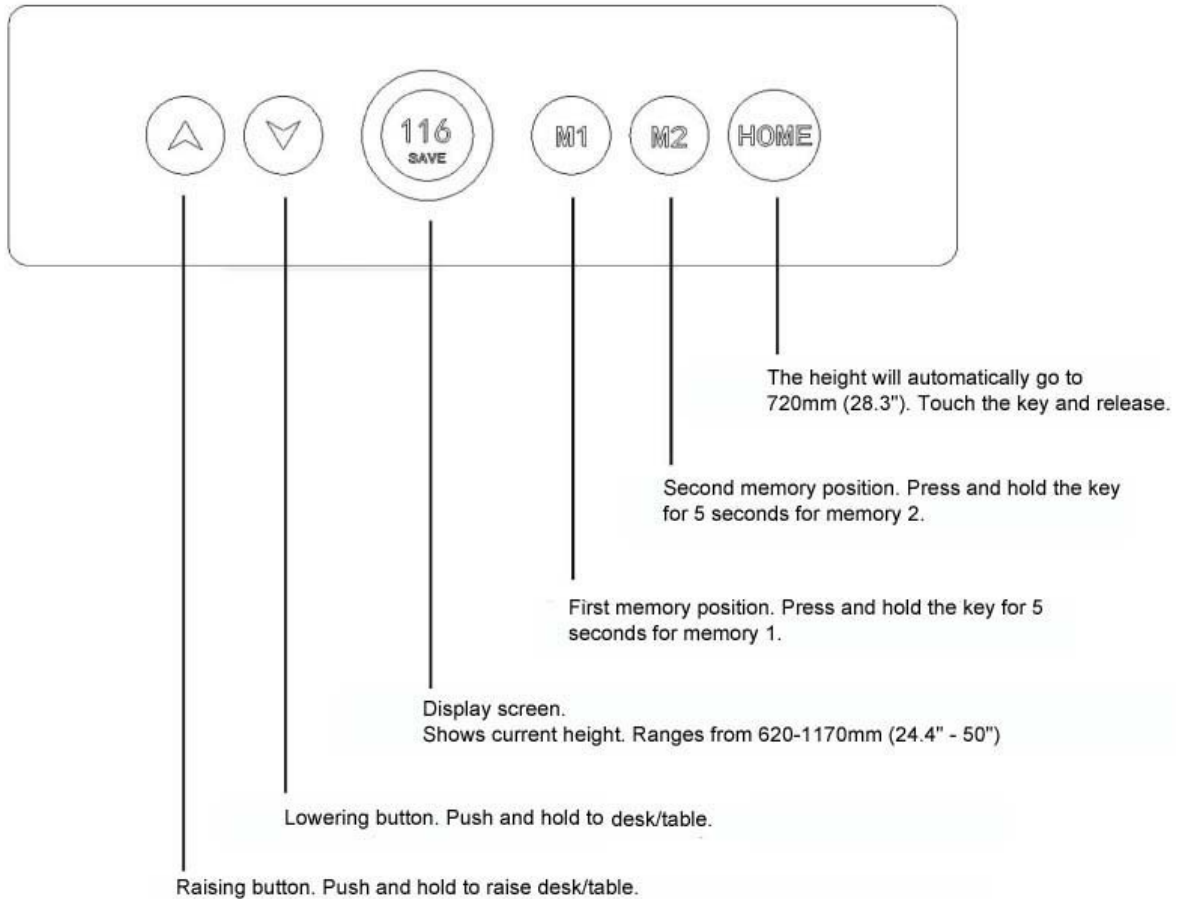 116
SAVE
M1
M2
HOME
The height will automatically go to
720mm (28.3"). Touch the key and release.
Second memory position. Press and hold the key
for 5 seconds for memory 2.
First memory position. Press and hold the key for 5
seconds for memory 1.
Display screen.
Shows current height. Ranges from 620-1170mm (24.4" - 50")
Lowering button. Push and hold to desk/table.
Raising button. Push and hold to raise desk/table.